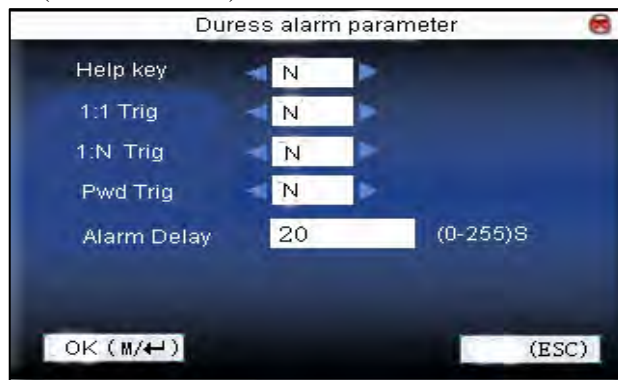 Duress alarm parameter
Help key N
1:1 Trig N
1:N Trig N
Pwd Trig N
Alarm Delay 20 (0-255)S
OK (M/↵) (ESC)